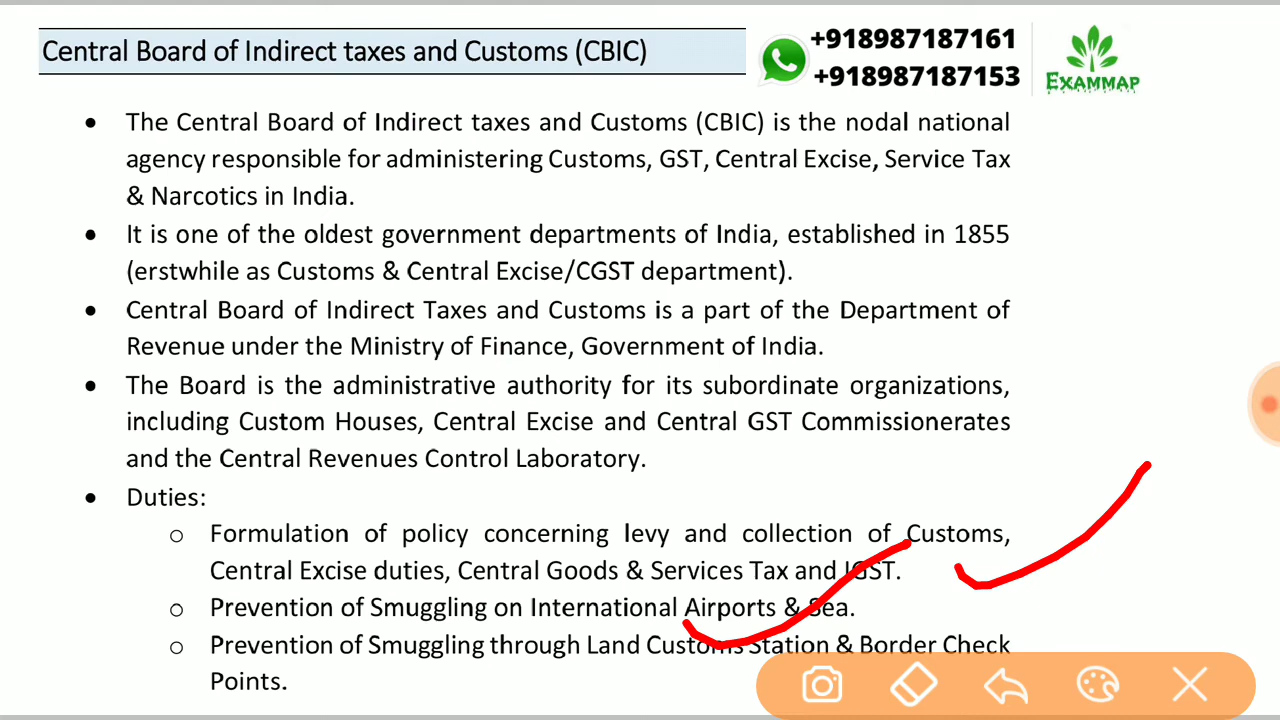 Central Board of Indirect taxes and Customs (CBIC)
+918987187161
+918987187153
EXAMMAP
• The Central Board of Indirect taxes and Customs (CBIC) is the nodal national
agency responsible for administering Customs, GST, Central Excise, Service Tax
& Narcotics in India.
• It is one of the oldest government departments of India, established in 1855
(erstwhile as Customs & Central Excise/CGST department).
• Central Board of Indirect Taxes and Customs is a part of the Department of
Revenue under the Ministry of Finance, Government of India.
• The Board is the administrative authority for its subordinate organizations,
including Custom Houses, Central Excise and Central GST Commissionerates
and the Central Revenues Control Laboratory.
• Duties:
o Formulation of policy concerning levy and collection of Customs,
Central Excise duties, Central Goods & Services Tax and IGST.
o Prevention of Smuggling on International Airports & Sea.
o Prevention of Smuggling through Land Customs Station & Border Check
Points.